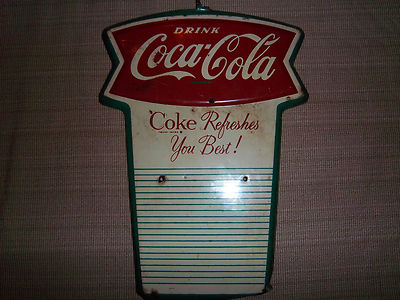 DRINK
Coca-Cola
Coke Refreshes
You Best!